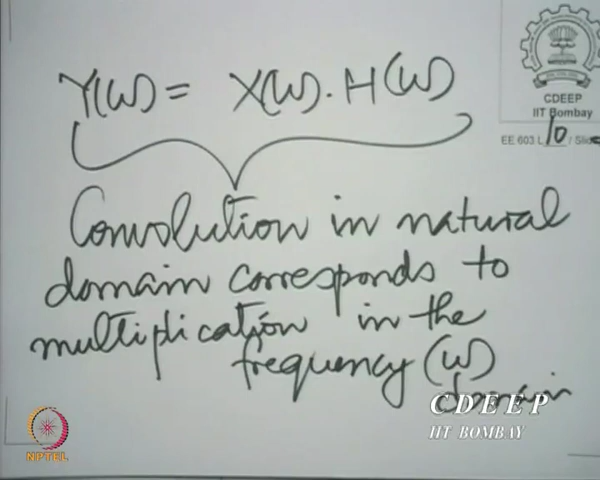 Y(ω) = X(ω). H(ω)
CDEEP
IIT Bombay
EE 603 L 10 / Slide
Convolution in natural
domain corresponds to
multiplication in the
frequency (ω)
domain
CDEEP
IIT BOMBAY
NPTEL